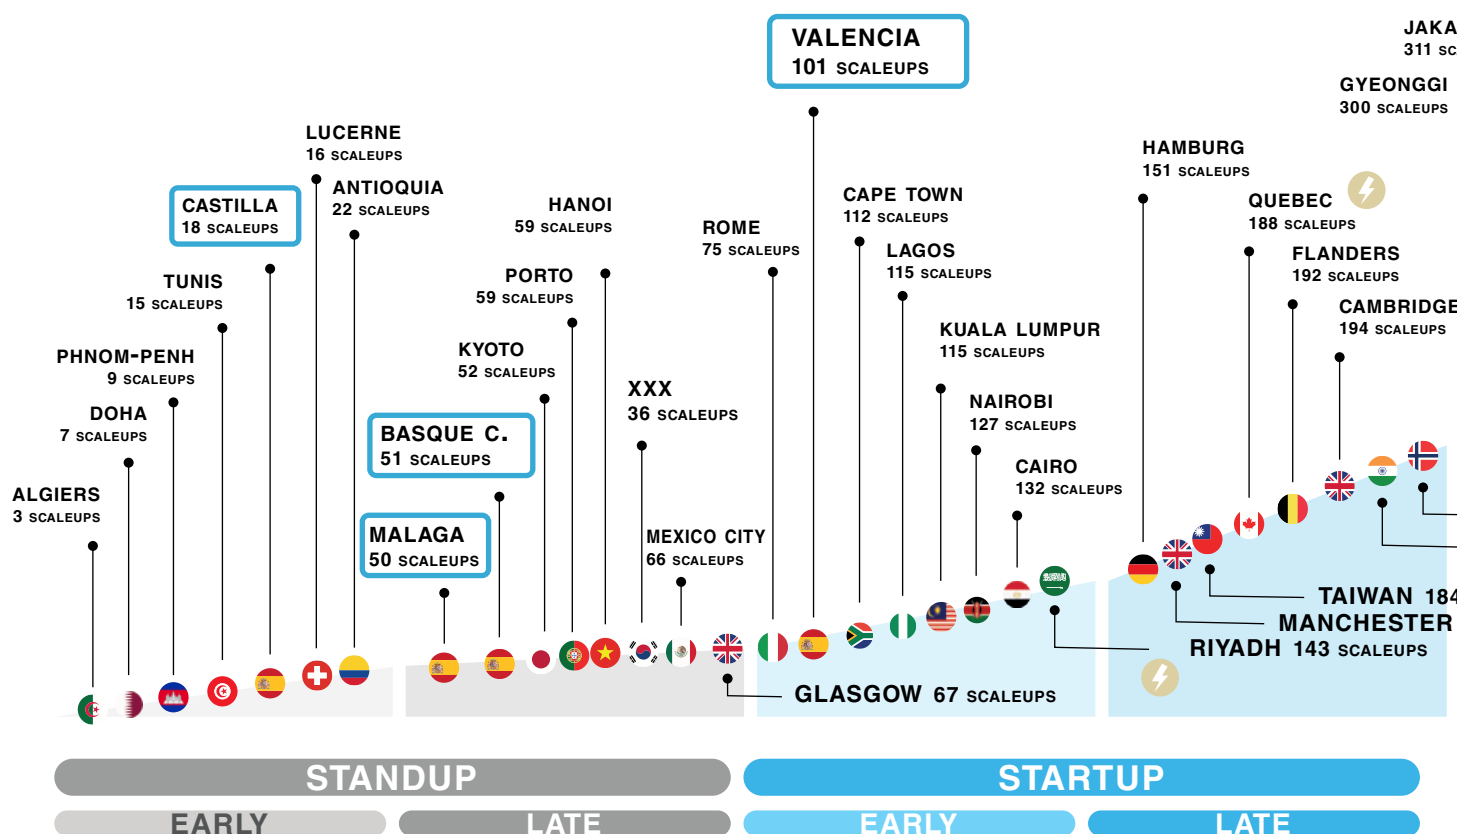 JAKA
311 SC
GYEONGGI
300 SCALEUPS
VALENCIA
101 SCALEUPS
LUCERNE
16 SCALEUPS
ANTIOQUIA
22 SCALEUPS
CASTILLA
18 SCALEUPS
TUNIS
15 SCALEUPS
PHNOM-PENH
9 SCALEUPS
DOHA
7 SCALEUPS
ALGIERS
3 SCALEUPS
HANOI
59 SCALEUPS
PORTO
59 SCALEUPS
KYOTO
52 SCALEUPS
BASQUE C.
51 SCALEUPS
MALAGA
50 SCALEUPS
XXX
36 SCALEUPS
MEXICO CITY
66 SCALEUPS
ROME
75 SCALEUPS
CAPE TOWN
112 SCALEUPS
LAGOS
115 SCALEUPS
KUALA LUMPUR
115 SCALEUPS
NAIROBI
127 SCALEUPS
CAIRO
132 SCALEUPS
HAMBURG
151 SCALEUPS
QUEBEC
188 SCALEUPS
FLANDERS
192 SCALEUPS
CAMBRIDGE
194 SCALEUPS
TAIWAN 184
MANCHESTER
RIYADH 143 SCALEUPS
GLASGOW 67 SCALEUPS
STANDUP
STARTUP
EARLY
LATE
EARLY
LATE